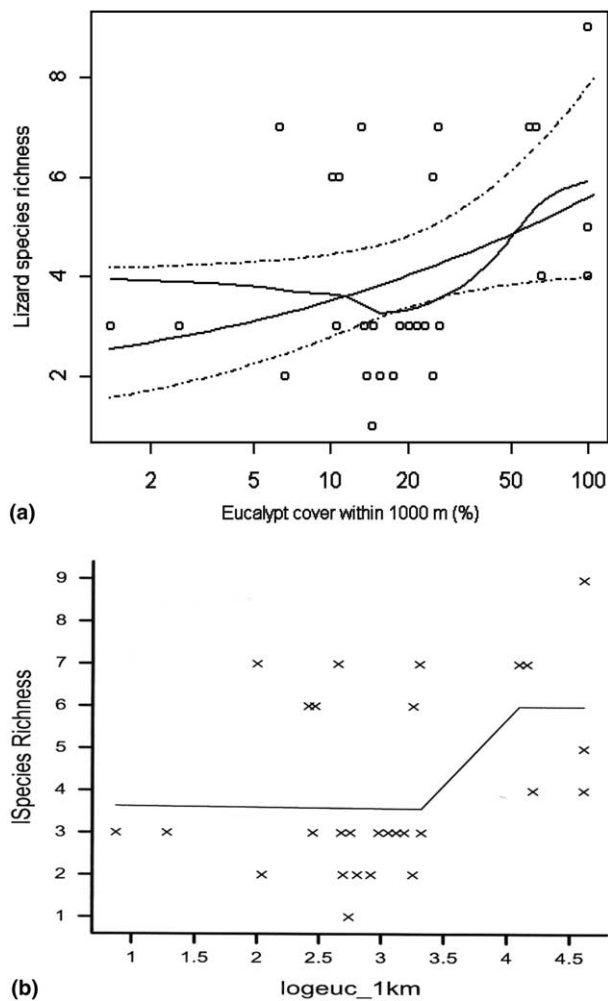 8
6
4
2
Lizard species richness
2 5 10 20 50 100
(a) Eucalypt cover within 1000 m (%)
9
8
7
6
5
4
3
2
1
lSpecies Richness
1 1.5 2 2.5 3 3.5 4 4.5
(b) logeuc_1km